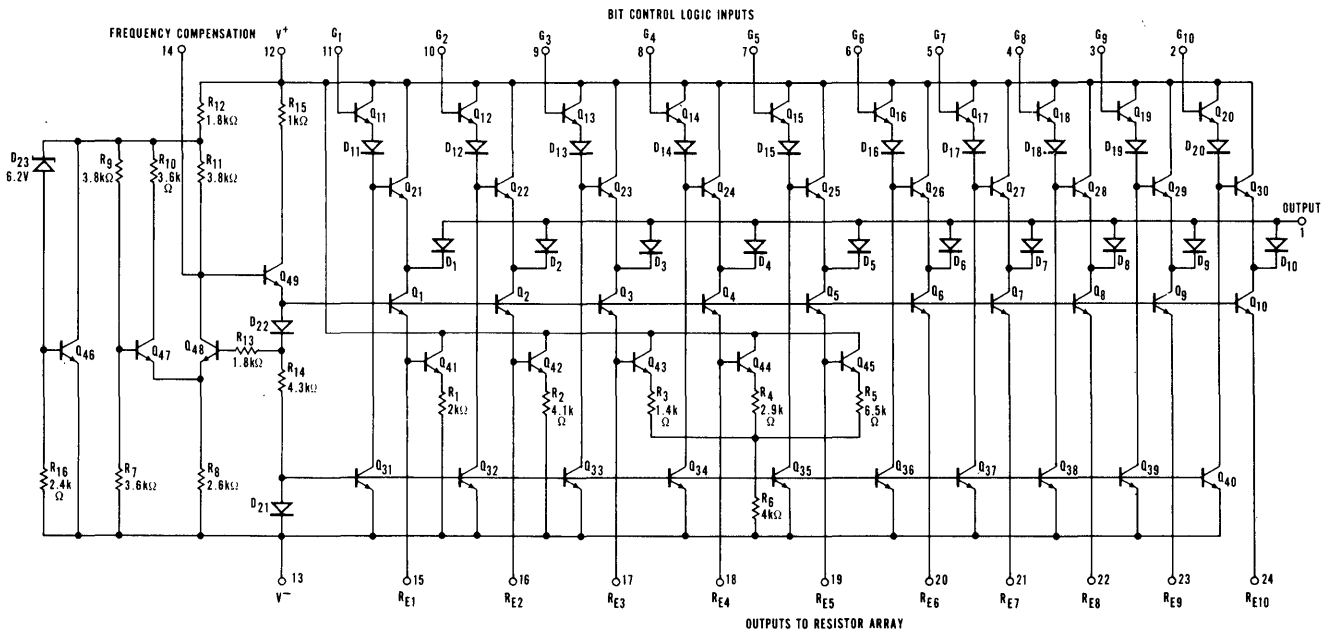 BIT CONTROL LOGIC INPUTS
FREQUENCY COMPENSATION V+ G1 G2 G3 G4 G5 G6 G7 G8 G9 G10
14 12 11 10 9 8 7 6 5 4 3 2
R12 1.8kΩ
R15 1kΩ
Q11 Q12 Q13 Q14 Q15 Q16 Q17 Q18 Q19 Q20
D23 6.2V
R9 3.8kΩ
R10 3.6k Ω
R11 3.8kΩ
D11 D12 D13 D14 D15 D16 D17 D18 D19 D20
Q21 Q22 Q23 Q24 Q25 Q26 Q27 Q28 Q29 Q30
OUTPUT
1
D1 D2 D3 D4 D5 D6 D7 D8 D9 D10
Q49
Q1 Q2 Q3 Q4 Q5 Q6 Q7 Q8 Q9 Q10
D22
Q46 Q47 Q48
R13 1.8kΩ
R14 4.3kΩ
Q41 Q42 Q43 Q44 Q45
R1 2kΩ
R2 4.1k Ω
R3 1.4k Ω
R4 2.9k Ω
R5 6.5k Ω
R16 2.4k Ω
R7 3.6kΩ
R8 2.6kΩ
Q31 Q32 Q33 Q34 Q35 Q36 Q37 Q38 Q39 Q40
D21
R6 4kΩ
13 15 16 17 18 19 20 21 22 23 24
V− RE1 RE2 RE3 RE4 RE5 RE6 RE7 RE8 RE9 RE10
OUTPUTS TO RESISTOR ARRAY